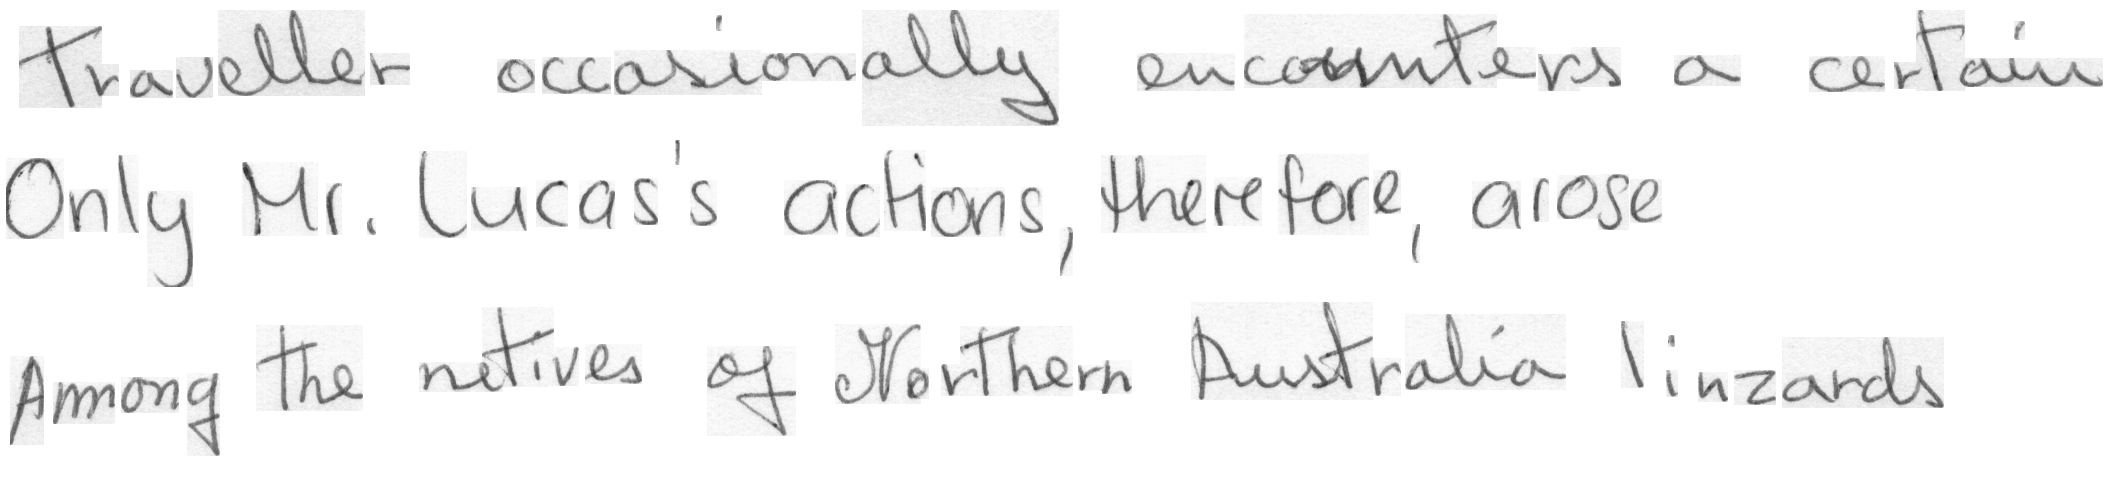 Traveller occasionally encounters a certain
Only Mr. Lucas's actions, therefore, arose
Among the natives of Northern Australia linzards